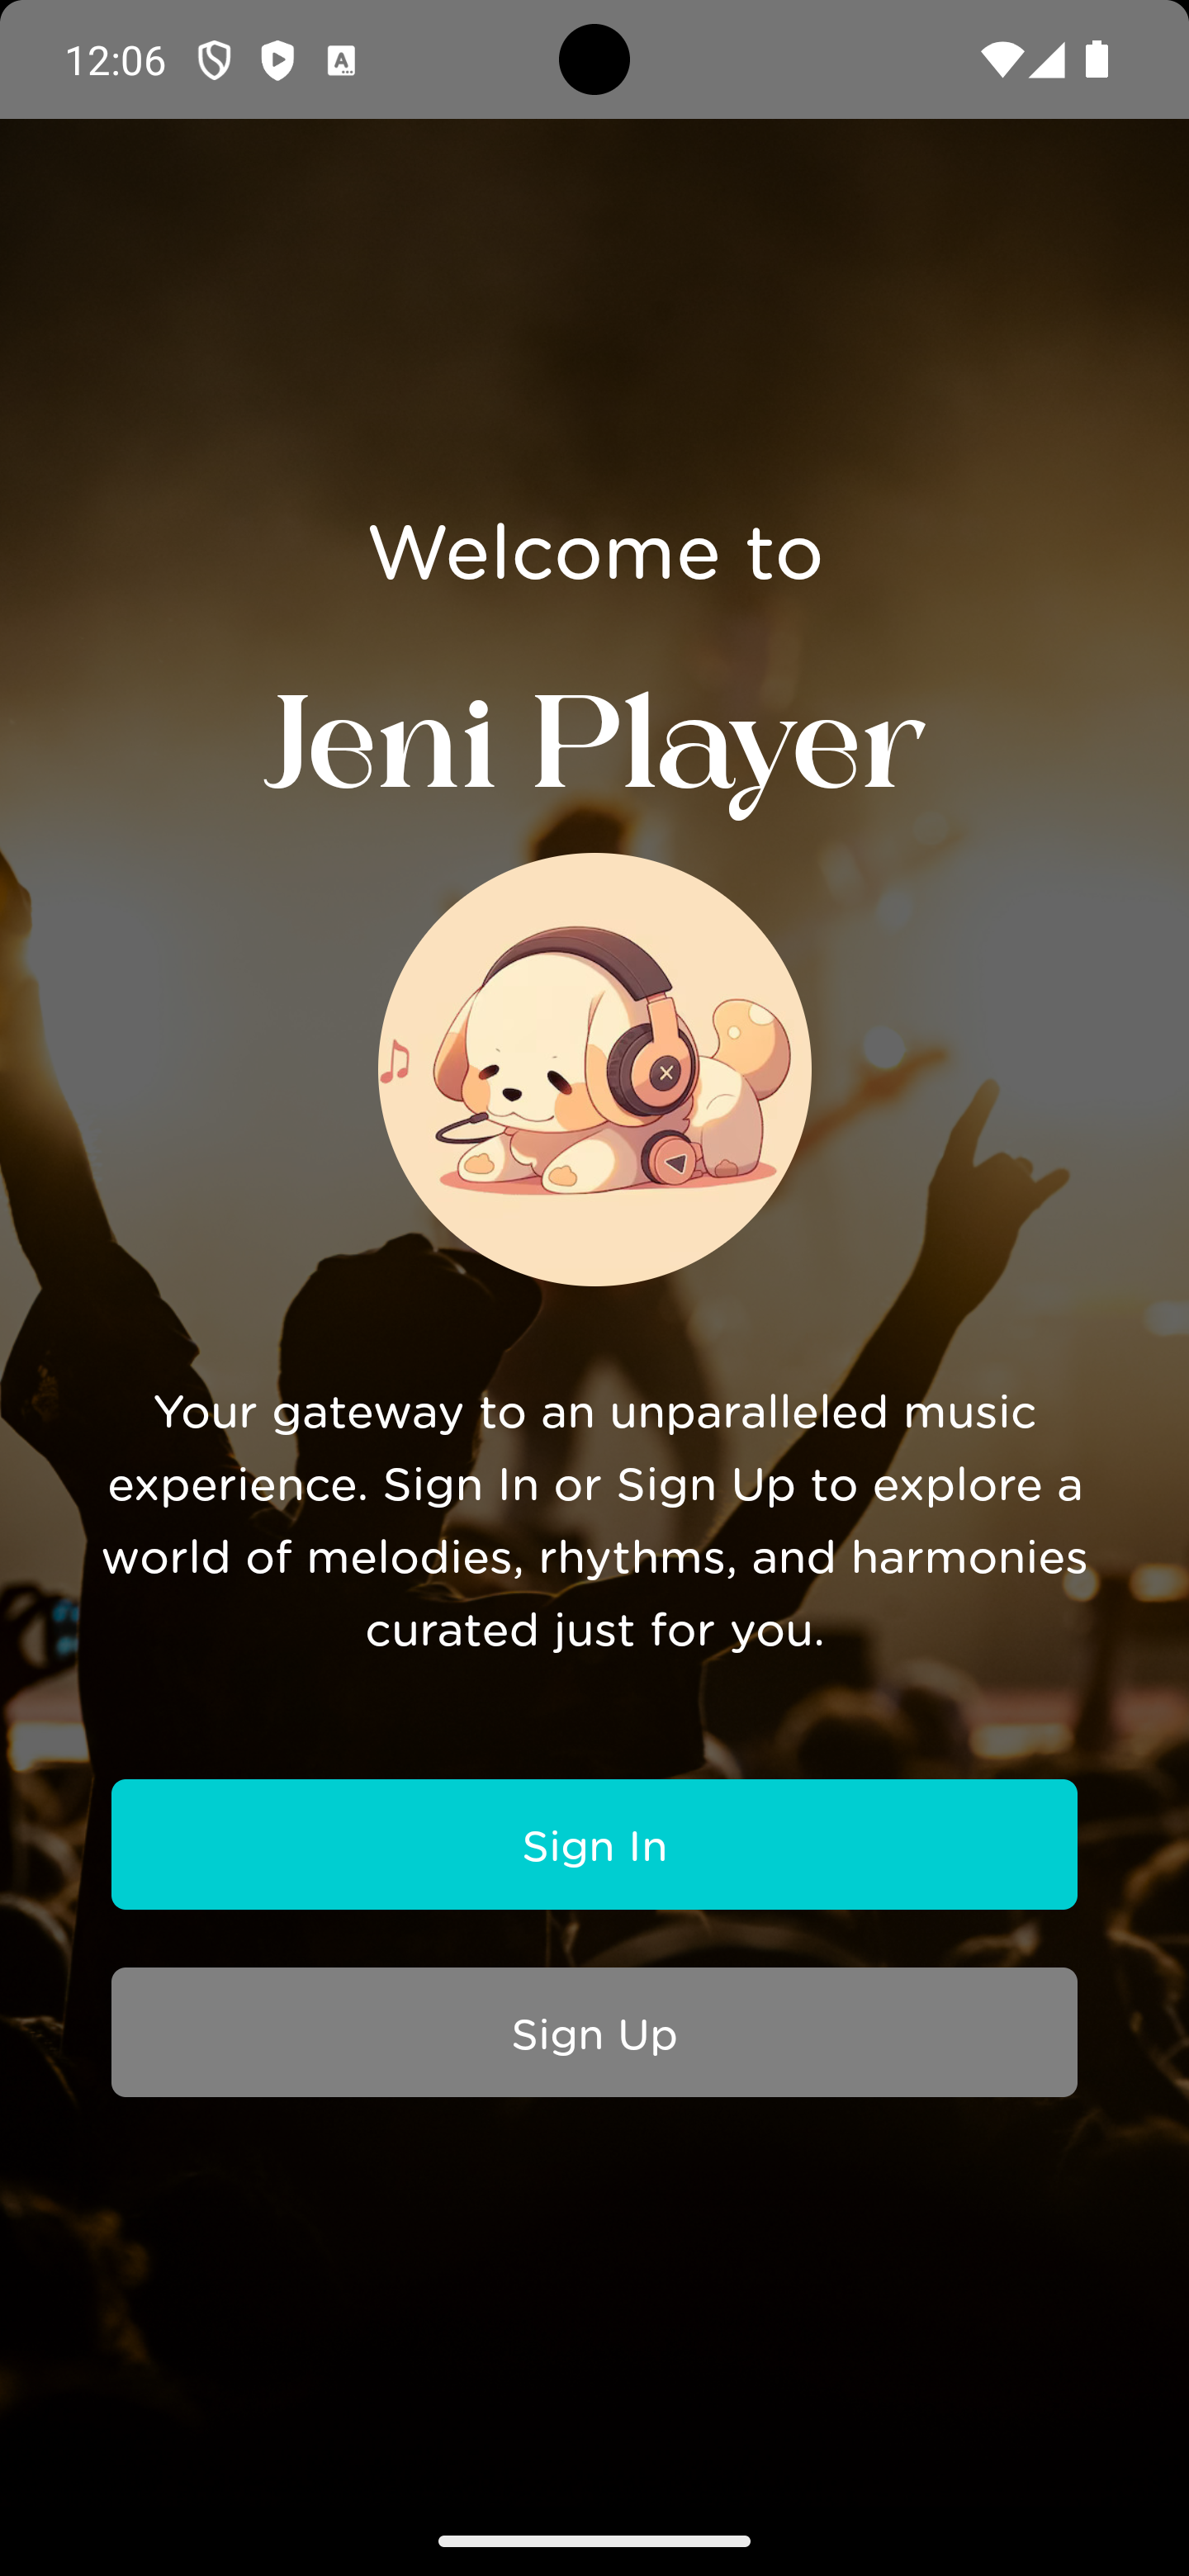 12:06
Welcome to
Jeni Player
Your gateway to an unparalleled music
experience. Sign In or Sign Up to explore a
world of melodies, rhythms, and harmonies
curated just for you.
Sign In
Sign Up